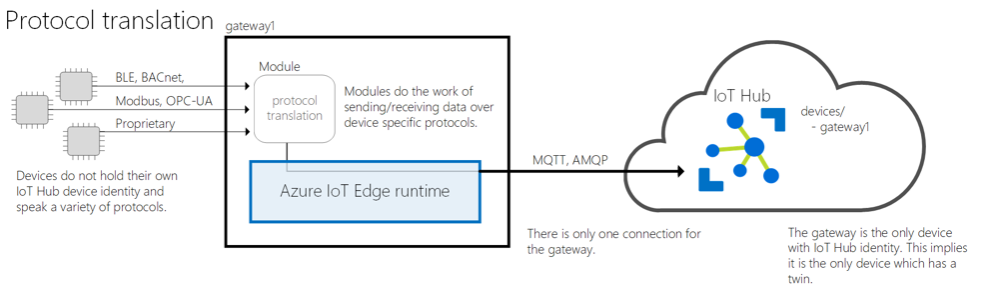 Protocol translation
gateway1
BLE, BACnet,
Modbus, OPC-UA
Proprietary
Devices do not hold their own
IoT Hub device identity and
speak a variety of protocols.
Module
protocol
translation
Modules do the work of
sending/receiving data over
device specific protocols.
Azure IoT Edge runtime
MQTT, AMQP
There is only one connection for
the gateway.
IoT Hub
devices/
- gateway1
The gateway is the only device
with IoT Hub identity. This implies
it is the only device which has a
twin.